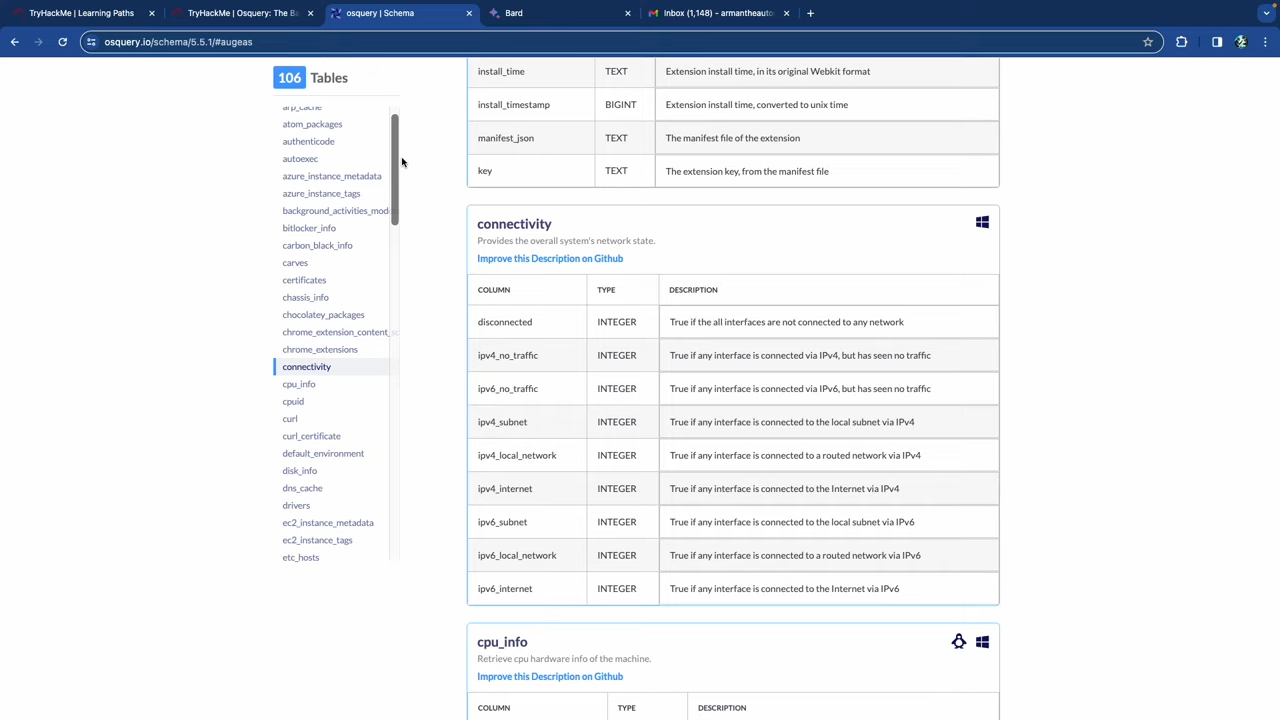 TryHackMe | Learning Paths
TryHackMe | Osquery: The Ba
osquery | Schema
Bard
Inbox (1,148) - armantheauto
osquery.io/schema/5.5.1/#augeas
106 Tables
arp_cache
atom_packages
authenticode
autoexec
azure_instance_metadata
azure_instance_tags
background_activities_mod
bitlocker_info
carbon_black_info
carves
certificates
chassis_info
chocolatey_packages
chrome_extension_content_sc
chrome_extensions
connectivity
cpu_info
cpuid
curl
curl_certificate
default_environment
disk_info
dns_cache
drivers
ec2_instance_metadata
ec2_instance_tags
etc_hosts
install_time TEXT Extension install time, in its original Webkit format
install_timestamp BIGINT Extension install time, converted to unix time
manifest_json TEXT The manifest file of the extension
key TEXT The extension key, from the manifest file
connectivity
Provides the overall system's network state.
Improve this Description on Github
COLUMN TYPE DESCRIPTION
disconnected INTEGER True if the all interfaces are not connected to any network
ipv4_no_traffic INTEGER True if any interface is connected via IPv4, but has seen no traffic
ipv6_no_traffic INTEGER True if any interface is connected via IPv6, but has seen no traffic
ipv4_subnet INTEGER True if any interface is connected to the local subnet via IPv4
ipv4_local_network INTEGER True if any interface is connected to a routed network via IPv4
ipv4_internet INTEGER True if any interface is connected to the Internet via IPv4
ipv6_subnet INTEGER True if any interface is connected to the local subnet via IPv6
ipv6_local_network INTEGER True if any interface is connected to a routed network via IPv6
ipv6_internet INTEGER True if any interface is connected to the Internet via IPv6
cpu_info
Retrieve cpu hardware info of the machine.
Improve this Description on Github
COLUMN TYPE DESCRIPTION